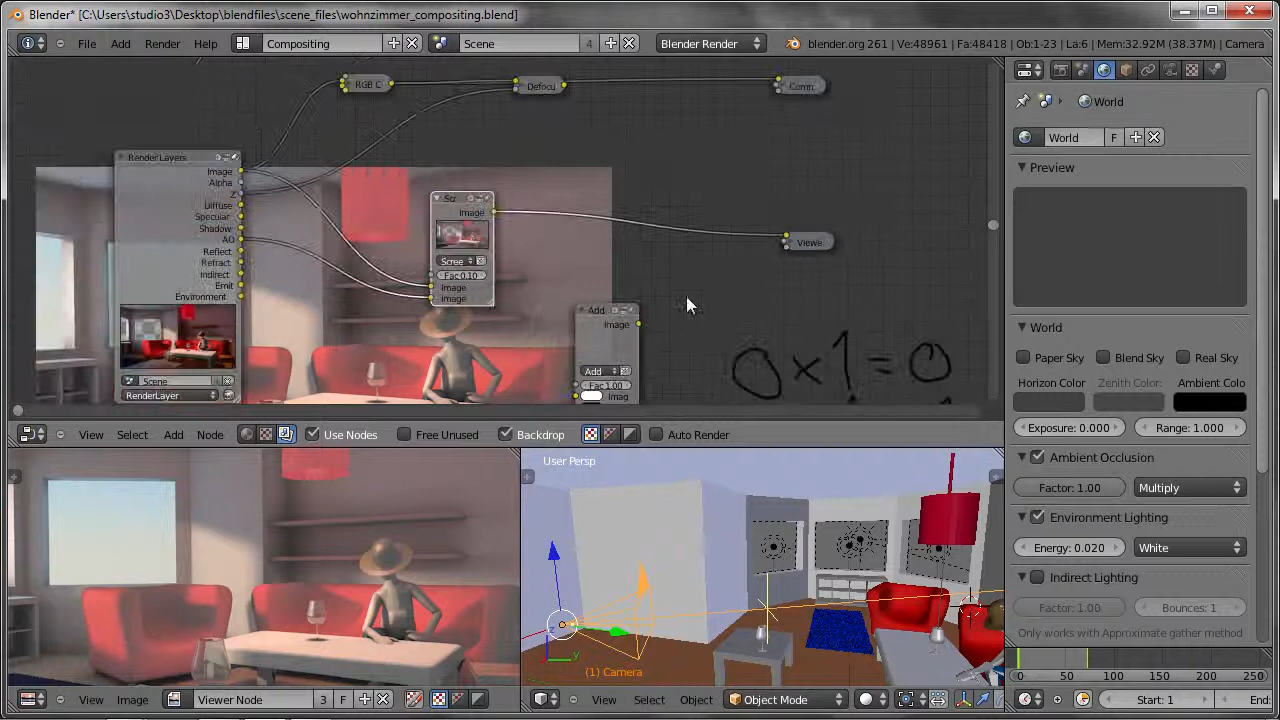 Blender* [C:\Users\studio3\Desktop\blendfiles\scene_files\wohnzimmer_compositing.blend]
File Add Render Help Compositing Scene 4 Blender Render blender.org 261 | Ve:48961 | Fa:48418 | Ob:1-23 | La:6 | Mem:32.92M (38.37M) | Camera
RGB C
Defocu
Comp
Render Layers
Image
Alpha
Z
Diffuse
Specular
Shadow
AO
Reflect
Refract
Indirect
Emit
Environment
Scene
RenderLayer
Scr
Image
Scree
Fac 0.10
Image
Image
Viewe
Add
Image
Add
Fac 1.00
Imag
0x1=0
View Select Add Node Use Nodes Free Unused Backdrop Auto Render
World
World F
Preview
World
Paper Sky Blend Sky Real Sky
Horizon Color Zenith Color: Ambient Colo
Exposure: 0.000 Range: 1.000
Ambient Occlusion
Factor: 1.00 Multiply
Environment Lighting
Energy: 0.020 White
Indirect Lighting
Factor: 1.00 Bounces: 1
Only works with Approximate gather method
User Persp
z
y
(1) Camera
0 50 100 150 200 250
View Image Viewer Node 3 F
View Select Object Object Mode
Start: 1 End: